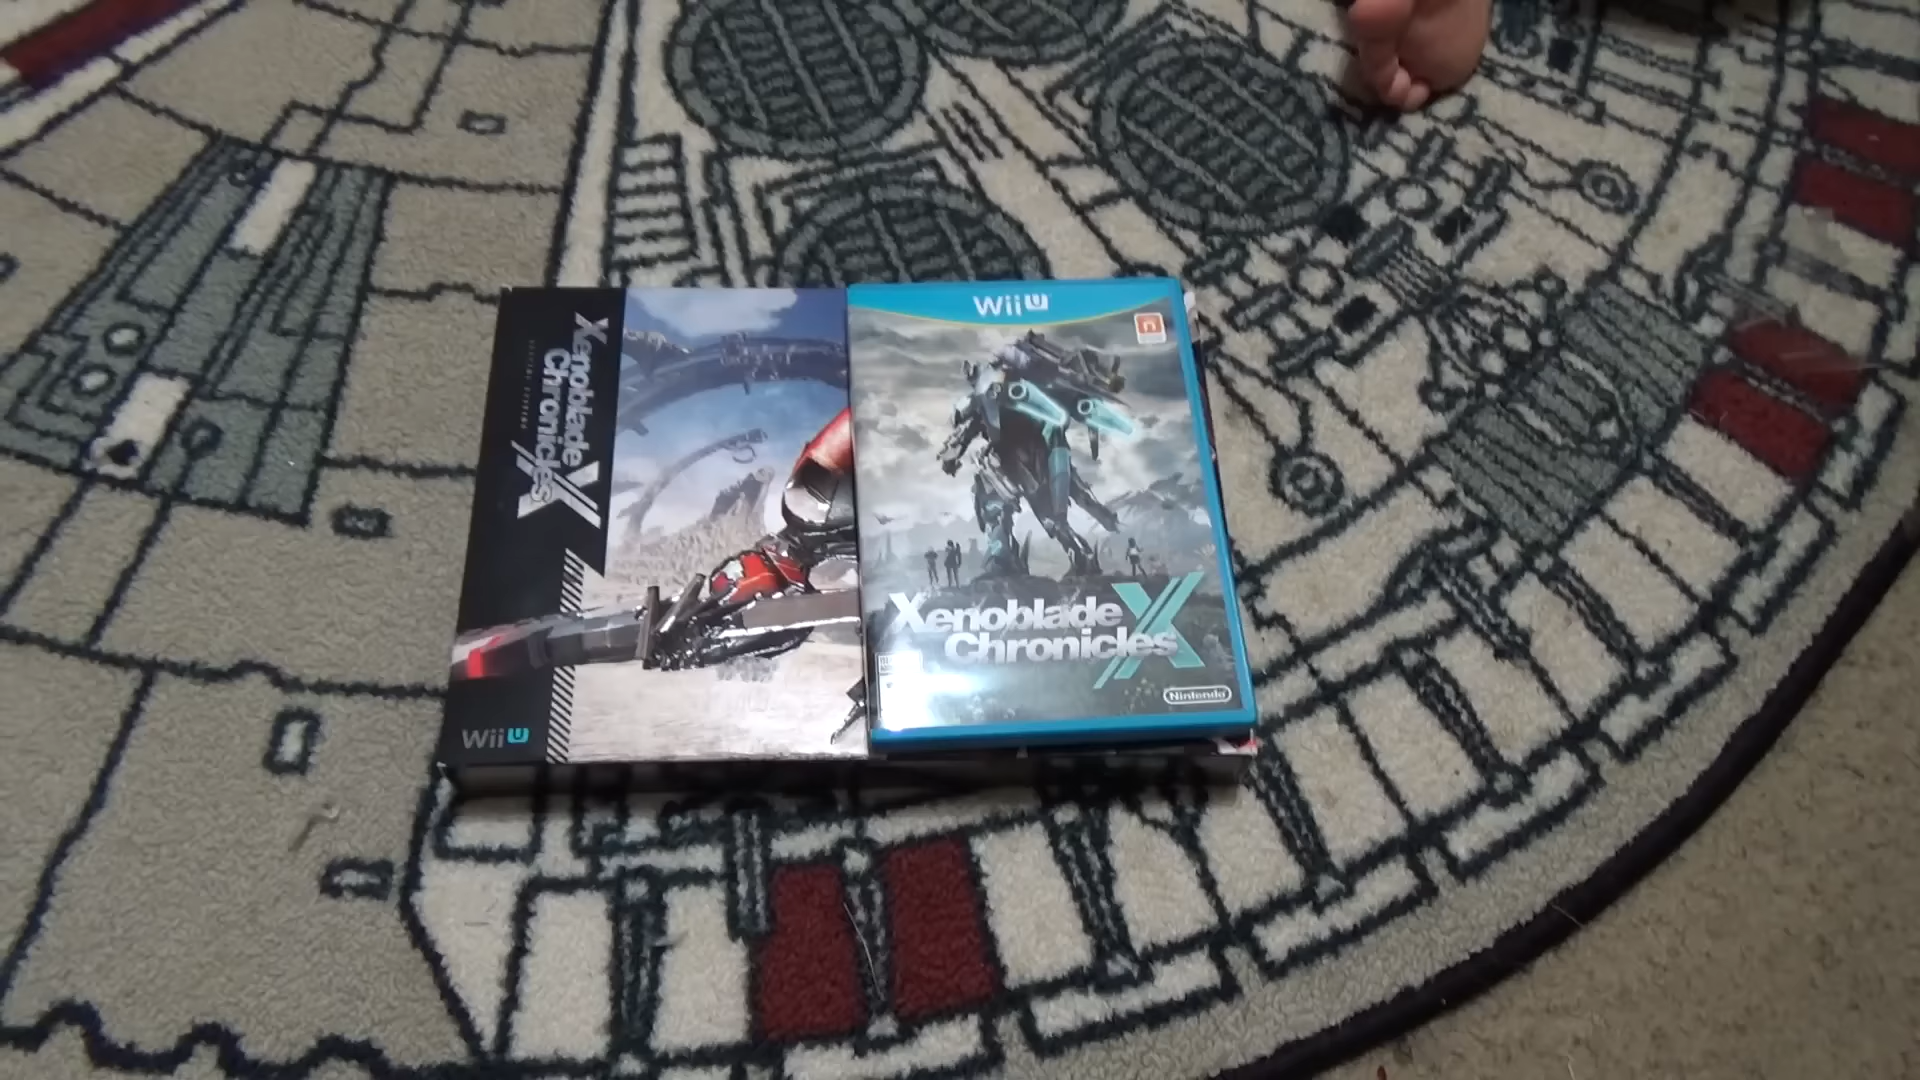 Xenoblade
Chronicles X
Wii U
Wii U
Xenoblade
Chronicles X
Nintendo